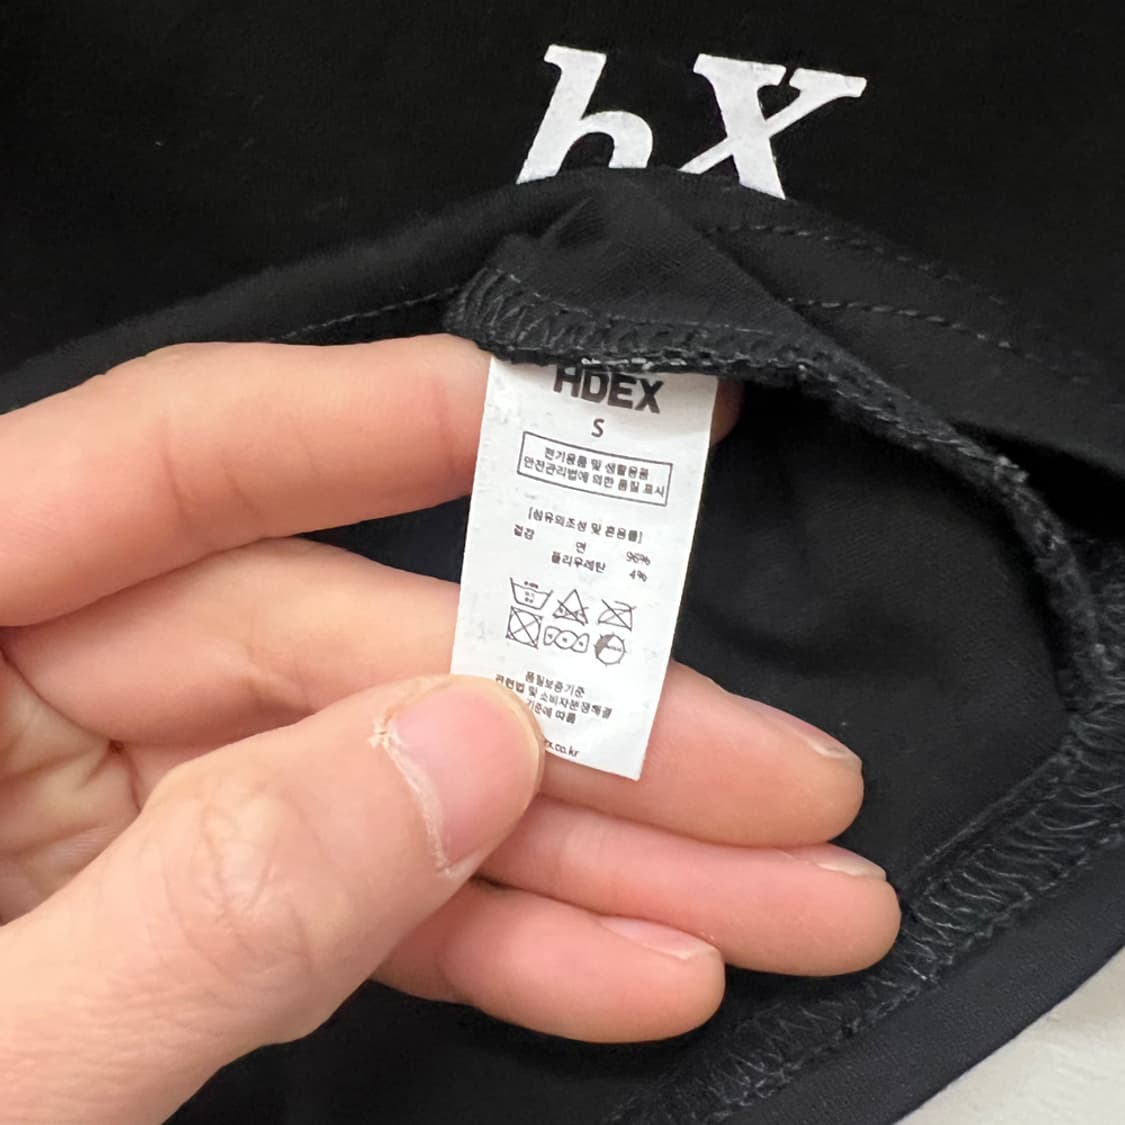 hX
HDEX
S
전기용품 및 생활용품
안전관리법에 의한 품질 표시
[섬유의조성 및 혼용률]
겉감 면 96%
폴리우레탄 4%
품질보증기준
관련법 및 소비자분쟁해결
기준에 따름
x.co.kr